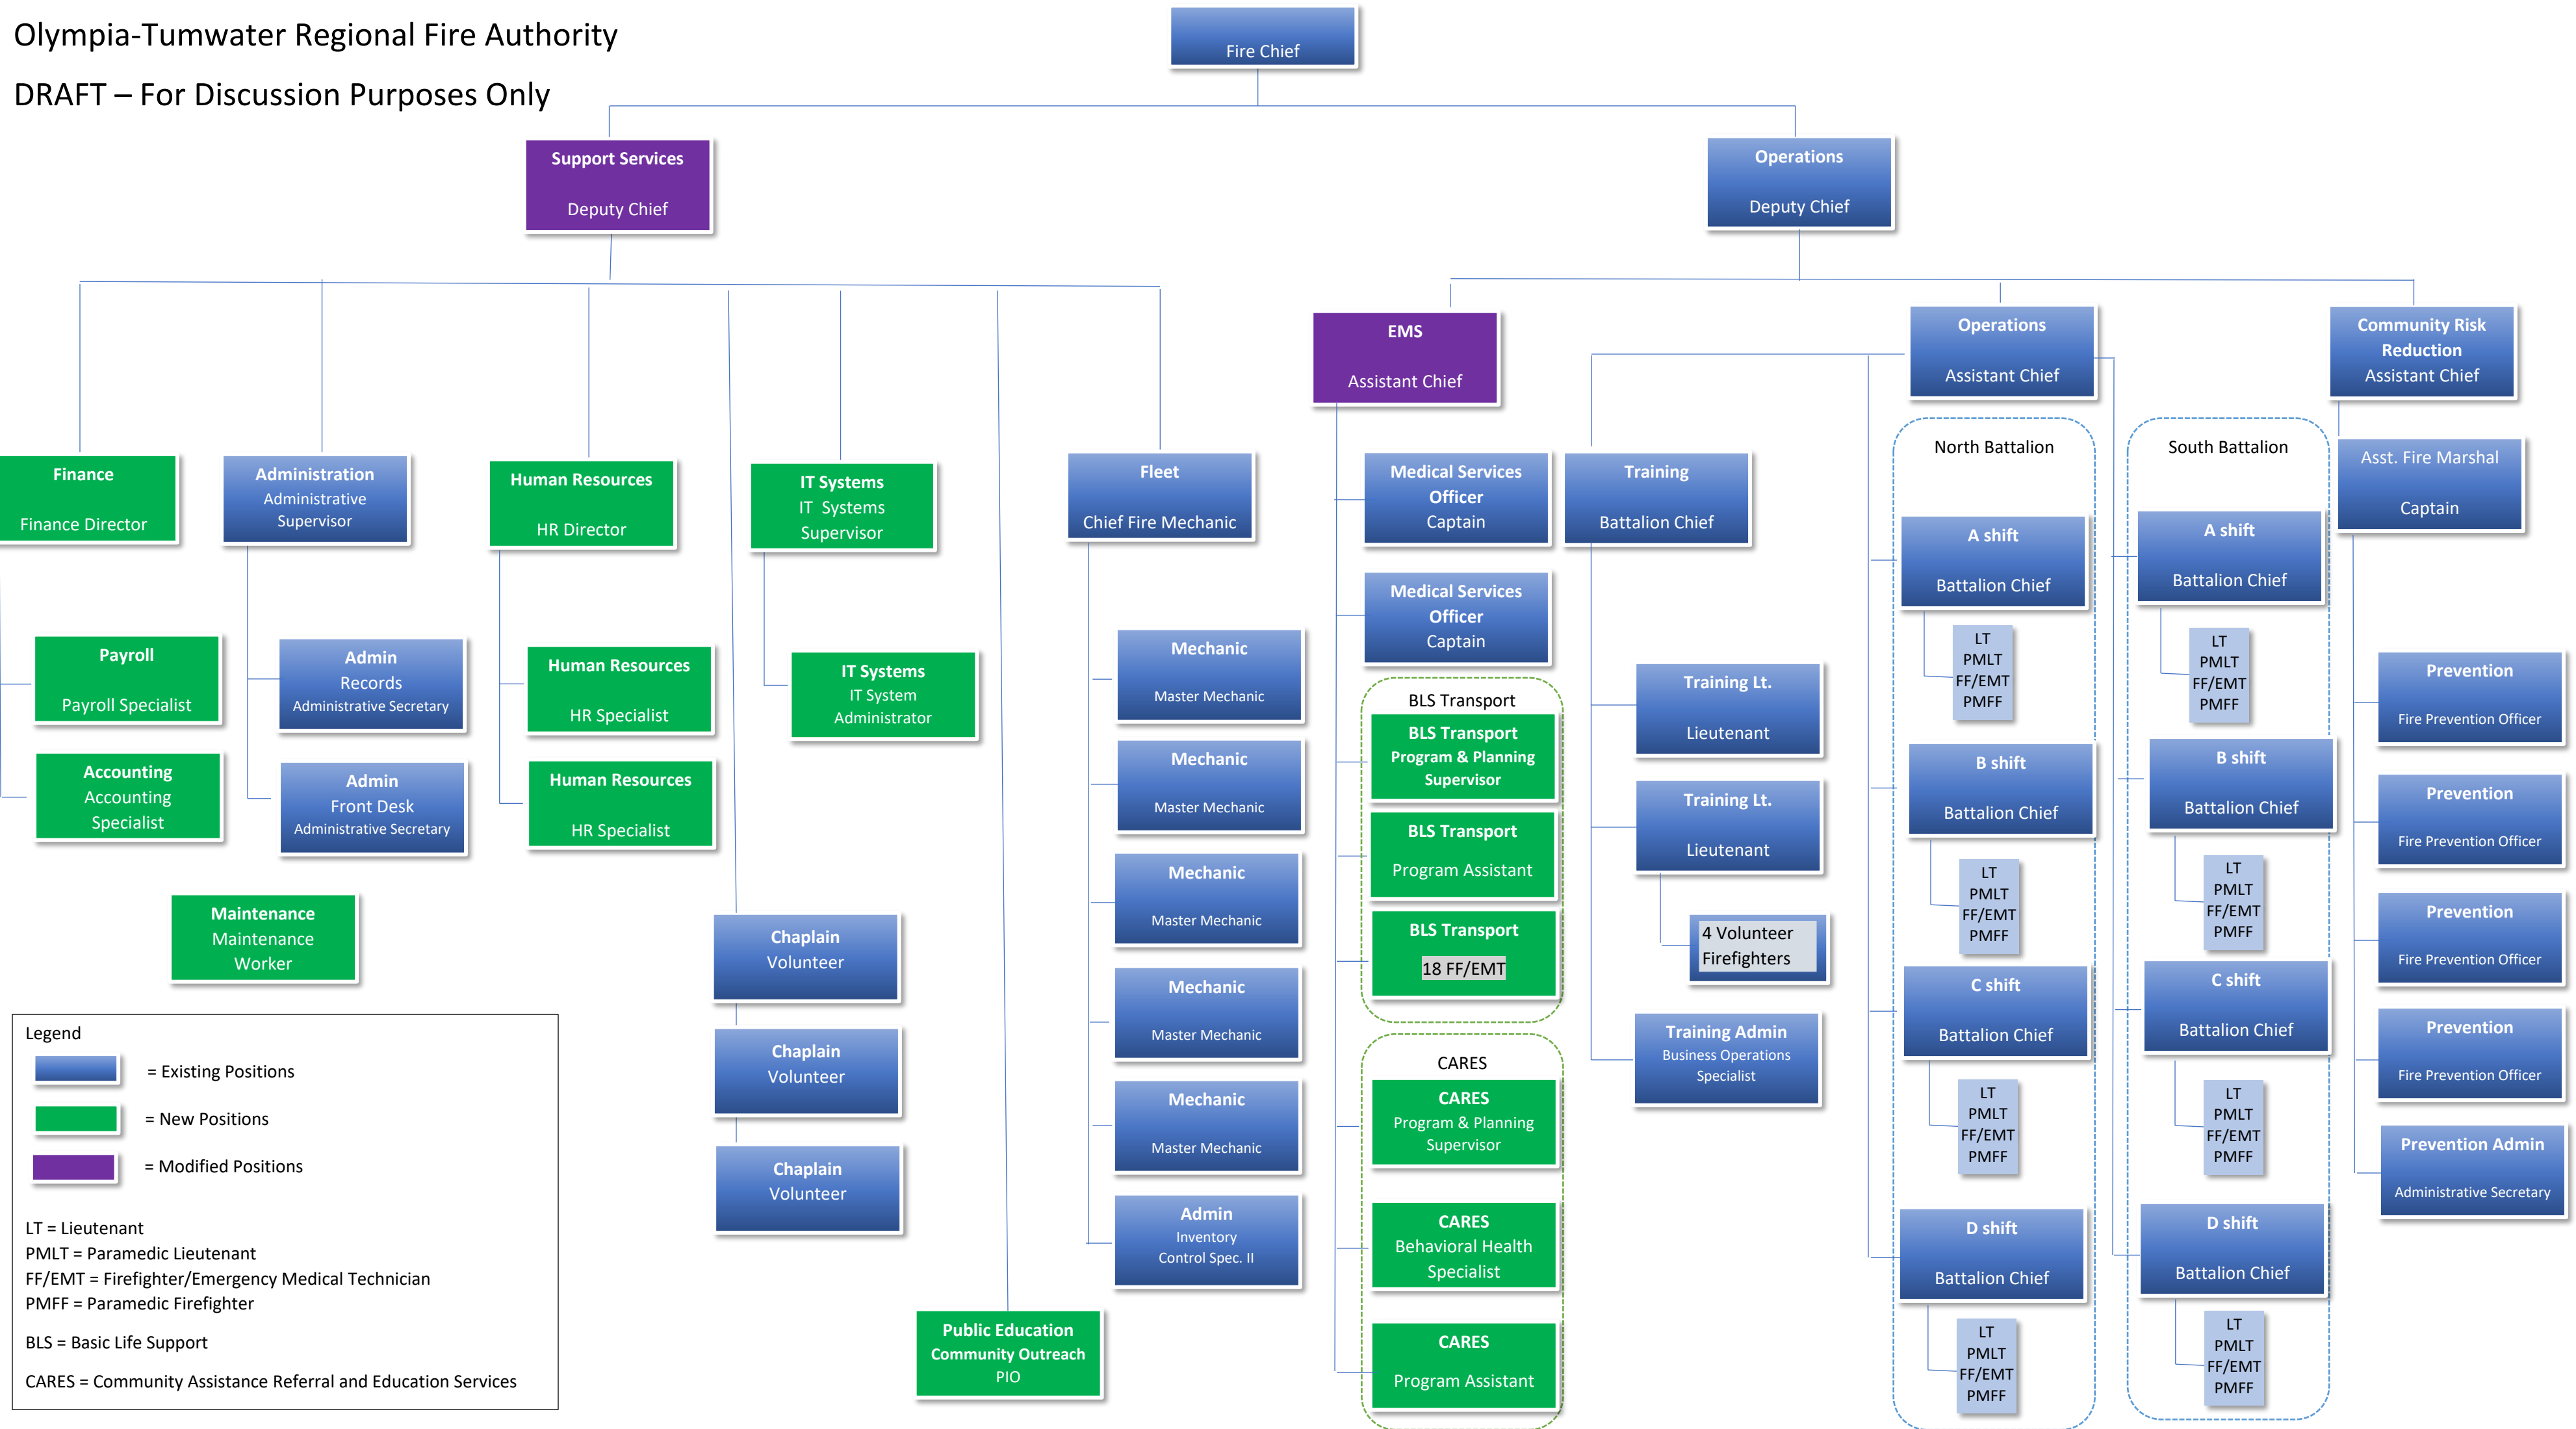 Olympia-Tumwater Regional Fire Authority
DRAFT – For Discussion Purposes Only
Fire Chief
Support Services
Deputy Chief
Operations
Deputy Chief
Finance
Finance Director
Payroll
Payroll Specialist
Accounting
Accounting
Specialist
Administration
Administrative
Supervisor
Admin
Records
Administrative Secretary
Admin
Front Desk
Administrative Secretary
Maintenance
Maintenance
Worker
Human Resources
HR Director
Human Resources
HR Specialist
Human Resources
HR Specialist
Chaplain
Volunteer
Chaplain
Volunteer
Chaplain
Volunteer
IT Systems
IT Systems
Supervisor
IT Systems
IT System
Administrator
Public Education
Community Outreach
PIO
Fleet
Chief Fire Mechanic
Mechanic
Master Mechanic
Mechanic
Master Mechanic
Mechanic
Master Mechanic
Mechanic
Master Mechanic
Mechanic
Master Mechanic
Admin
Inventory
Control Spec. II
EMS
Assistant Chief
Medical Services
Officer
Captain
Medical Services
Officer
Captain
BLS Transport
BLS Transport
Program & Planning
Supervisor
BLS Transport
Program Assistant
BLS Transport
18 FF/EMT
CARES
CARES
Program & Planning
Supervisor
CARES
Behavioral Health
Specialist
CARES
Program Assistant
Operations
Assistant Chief
Training
Battalion Chief
Training Lt.
Lieutenant
Training Lt.
Lieutenant
4 Volunteer
Firefighters
Training Admin
Business Operations
Specialist
North Battalion
A shift
Battalion Chief
LT
PMLT
FF/EMT
PMFF
B shift
Battalion Chief
LT
PMLT
FF/EMT
PMFF
C shift
Battalion Chief
LT
PMLT
FF/EMT
PMFF
D shift
Battalion Chief
LT
PMLT
FF/EMT
PMFF
South Battalion
A shift
Battalion Chief
LT
PMLT
FF/EMT
PMFF
B shift
Battalion Chief
LT
PMLT
FF/EMT
PMFF
C shift
Battalion Chief
LT
PMLT
FF/EMT
PMFF
D shift
Battalion Chief
LT
PMLT
FF/EMT
PMFF
Community Risk
Reduction
Assistant Chief
Asst. Fire Marshal
Captain
Prevention
Fire Prevention Officer
Prevention
Fire Prevention Officer
Prevention
Fire Prevention Officer
Prevention
Fire Prevention Officer
Prevention Admin
Administrative Secretary
Legend
= Existing Positions
= New Positions
= Modified Positions
LT = Lieutenant
PMLT = Paramedic Lieutenant
FF/EMT = Firefighter/Emergency Medical Technician
PMFF = Paramedic Firefighter
BLS = Basic Life Support
CARES = Community Assistance Referral and Education Services